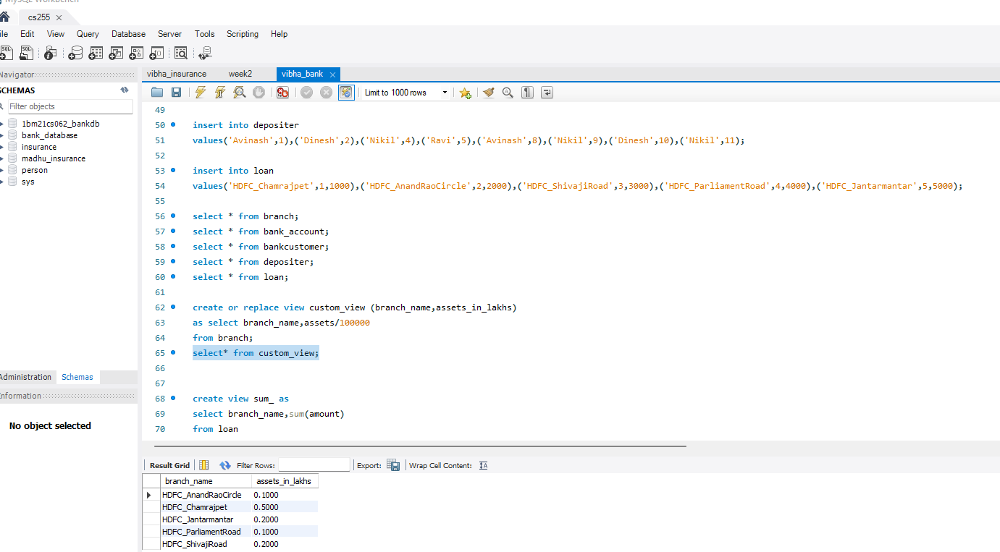 MySQL Workbench
cs255
ile Edit View Query Database Server Tools Scripting Help
Navigator
SCHEMAS
Filter objects
1bm21cs062_bankdb
bank_database
insurance
madhu_insurance
person
sys
Administration Schemas
Information
No object selected
vibha_insurance week2 vibha_bank
Limit to 1000 rows
49
50 insert into depositer
51 values('Avinash',1),('Dinesh',2),('Nikil',4),('Ravi',5),('Avinash',8),('Nikil',9),('Dinesh',10),('Nikil',11);
52
53 insert into loan
54 values('HDFC_Chamrajpet',1,1000),('HDFC_AnandRaoCircle',2,2000),('HDFC_ShivajiRoad',3,3000),('HDFC_ParliamentRoad',4,4000),('HDFC_Jantarmantar',5,5000);
55
56 select * from branch;
57 select * from bank_account;
58 select * from bankcustomer;
59 select * from depositer;
60 select * from loan;
61
62 create or replace view custom_view (branch_name,assets_in_lakhs)
63 as select branch_name,assets/100000
64 from branch;
65 select* from custom_view;
66
67
68 create view sum_ as
69 select branch_name,sum(amount)
70 from loan
Result Grid Filter Rows: Export: Wrap Cell Content:
branch_name assets_in_lakhs
HDFC_AnandRaoCircle 0.1000
HDFC_Chamrajpet 0.5000
HDFC_Jantarmantar 0.2000
HDFC_ParliamentRoad 0.1000
HDFC_ShivajiRoad 0.2000